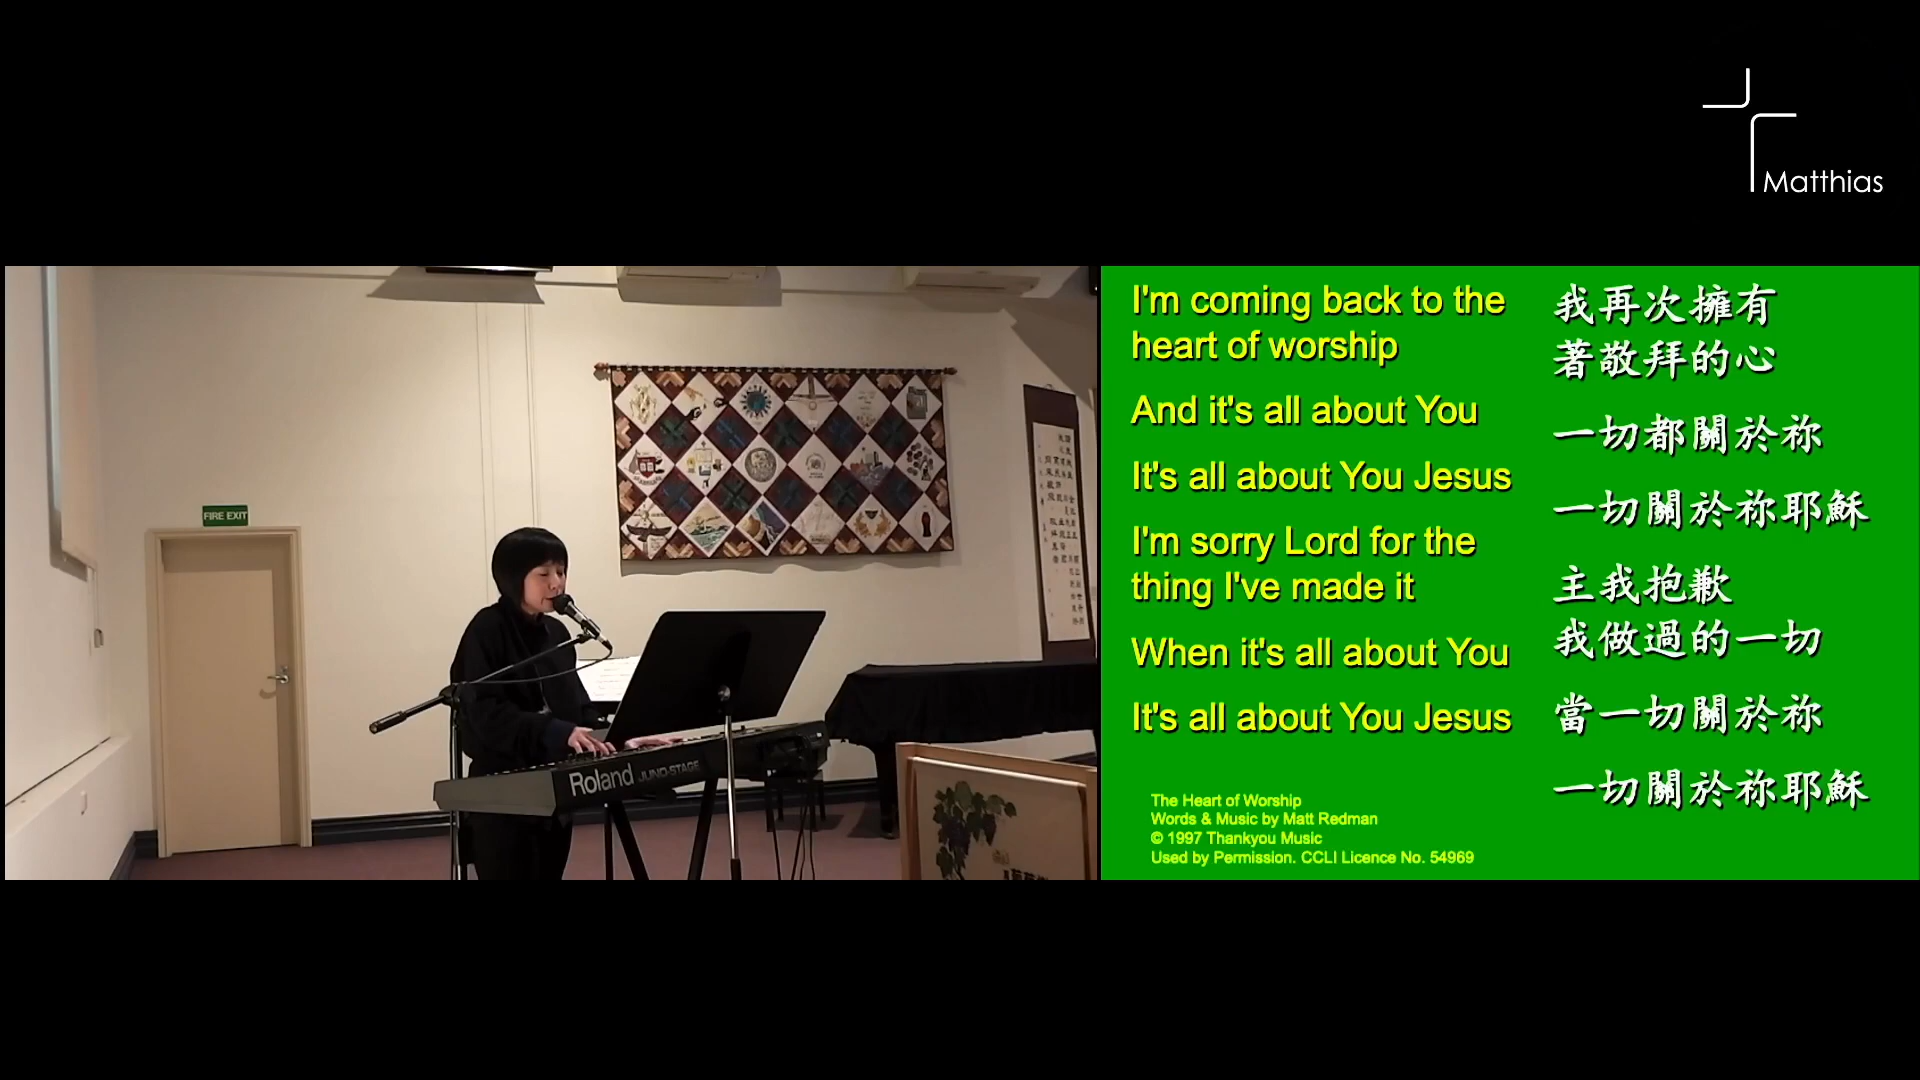 Matthias
FIRE EXIT
Roland JUNO-STAGE
I'm coming back to the
heart of worship
And it's all about You
It's all about You Jesus
I'm sorry Lord for the
thing I've made it
When it's all about You
It's all about You Jesus
The Heart of Worship
Words & Music by Matt Redman
© 1997 Thankyou Music
Used by Permission. CCLI Licence No. 54969
我再次擁有
著敬拜的心
一切都關於祢
一切關於祢耶穌
主我抱歉
我做過的一切
當一切關於祢
一切關於祢耶穌